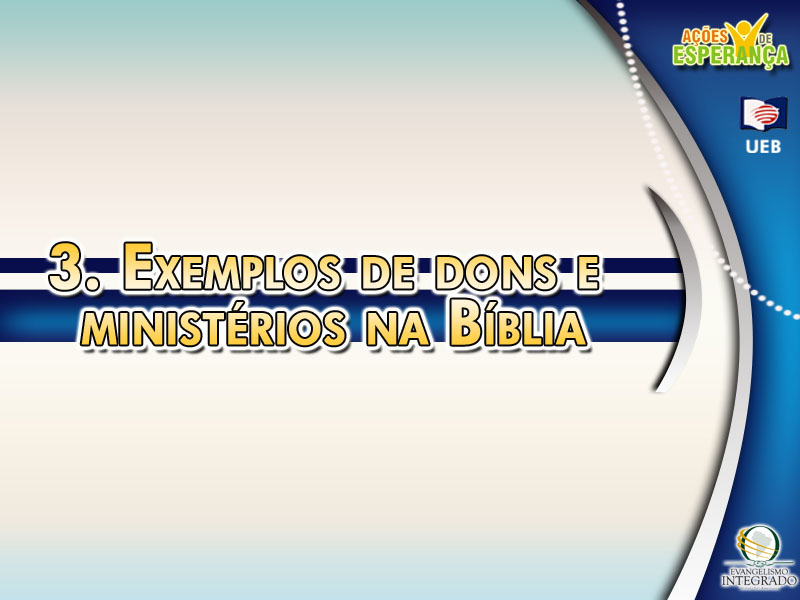 AÇÕES DE
ESPERANÇA
UEB
3. EXEMPLOS DE DONS E
MINISTÉRIOS NA BÍBLIA
EVANGELISMO
INTEGRADO